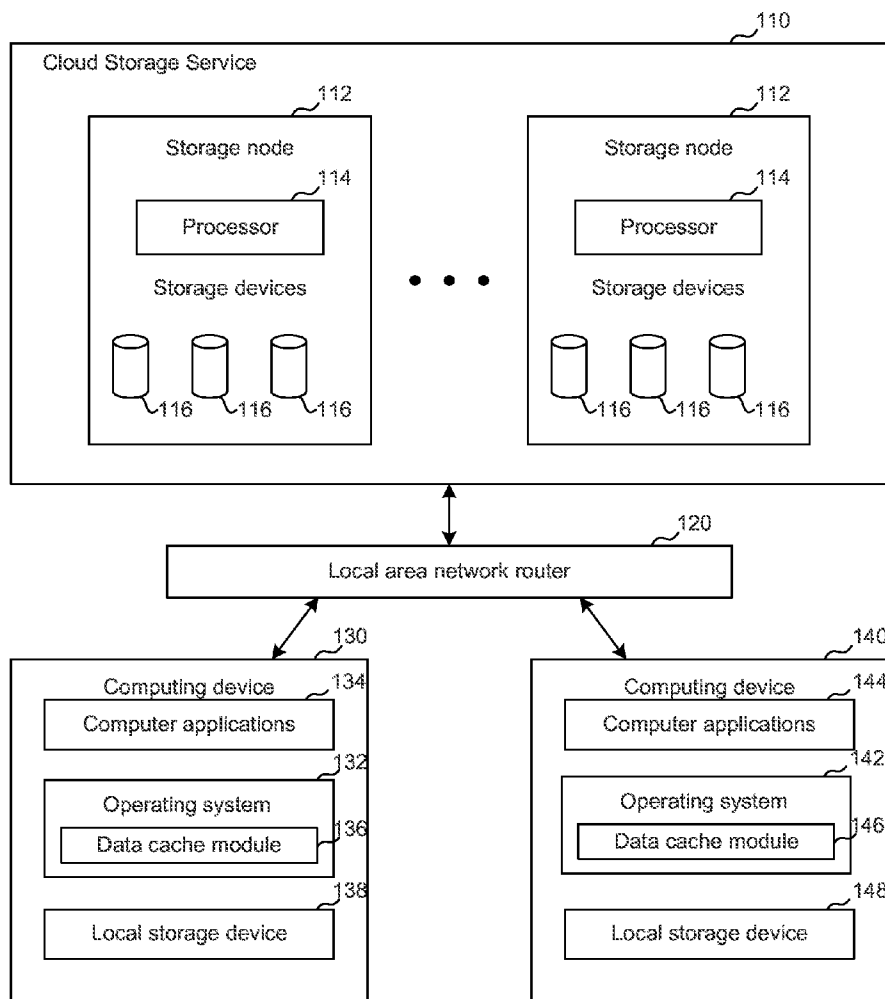 110
Cloud Storage Service
112
112
Storage node
Storage node
114
114
Processor
Processor
Storage devices
Storage devices
116 116 116
116 116 116
120
Local area network router
130
140
Computing device
134
Computer applications
132
Operating system
136
Data cache module
138
Local storage device
Computing device
144
Computer applications
142
Operating system
146
Data cache module
148
Local storage device